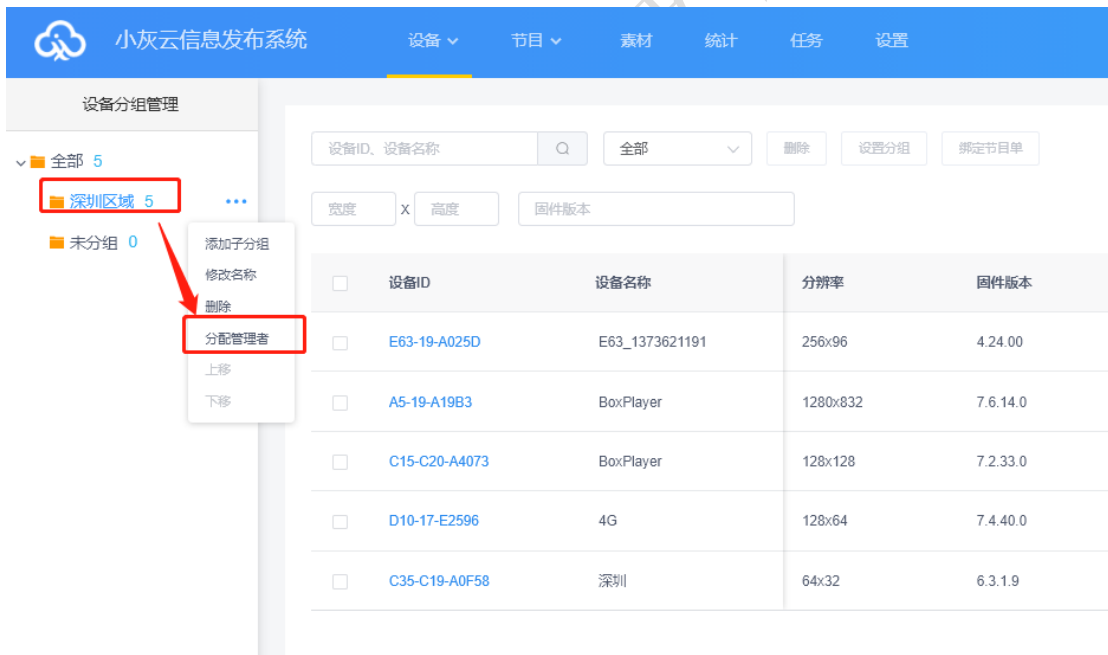 小灰云信息发布系统 设备 节目 素材 统计 任务 设置
设备分组管理
全部 5
深圳区域 5
未分组 0
添加子分组
修改名称
删除
分配管理者
上移
下移
设备ID、设备名称 全部 删除 设置分组 绑定节目单
宽度 X 高度 固件版本
设备ID 设备名称 分辨率 固件版本
E63-19-A025D E63_1373621191 256x96 4.24.00
A5-19-A19B3 BoxPlayer 1280x832 7.6.14.0
C15-C20-A4073 BoxPlayer 128x128 7.2.33.0
D10-17-E2596 4G 128x64 7.4.40.0
C35-C19-A0F58 深圳 64x32 6.3.1.9